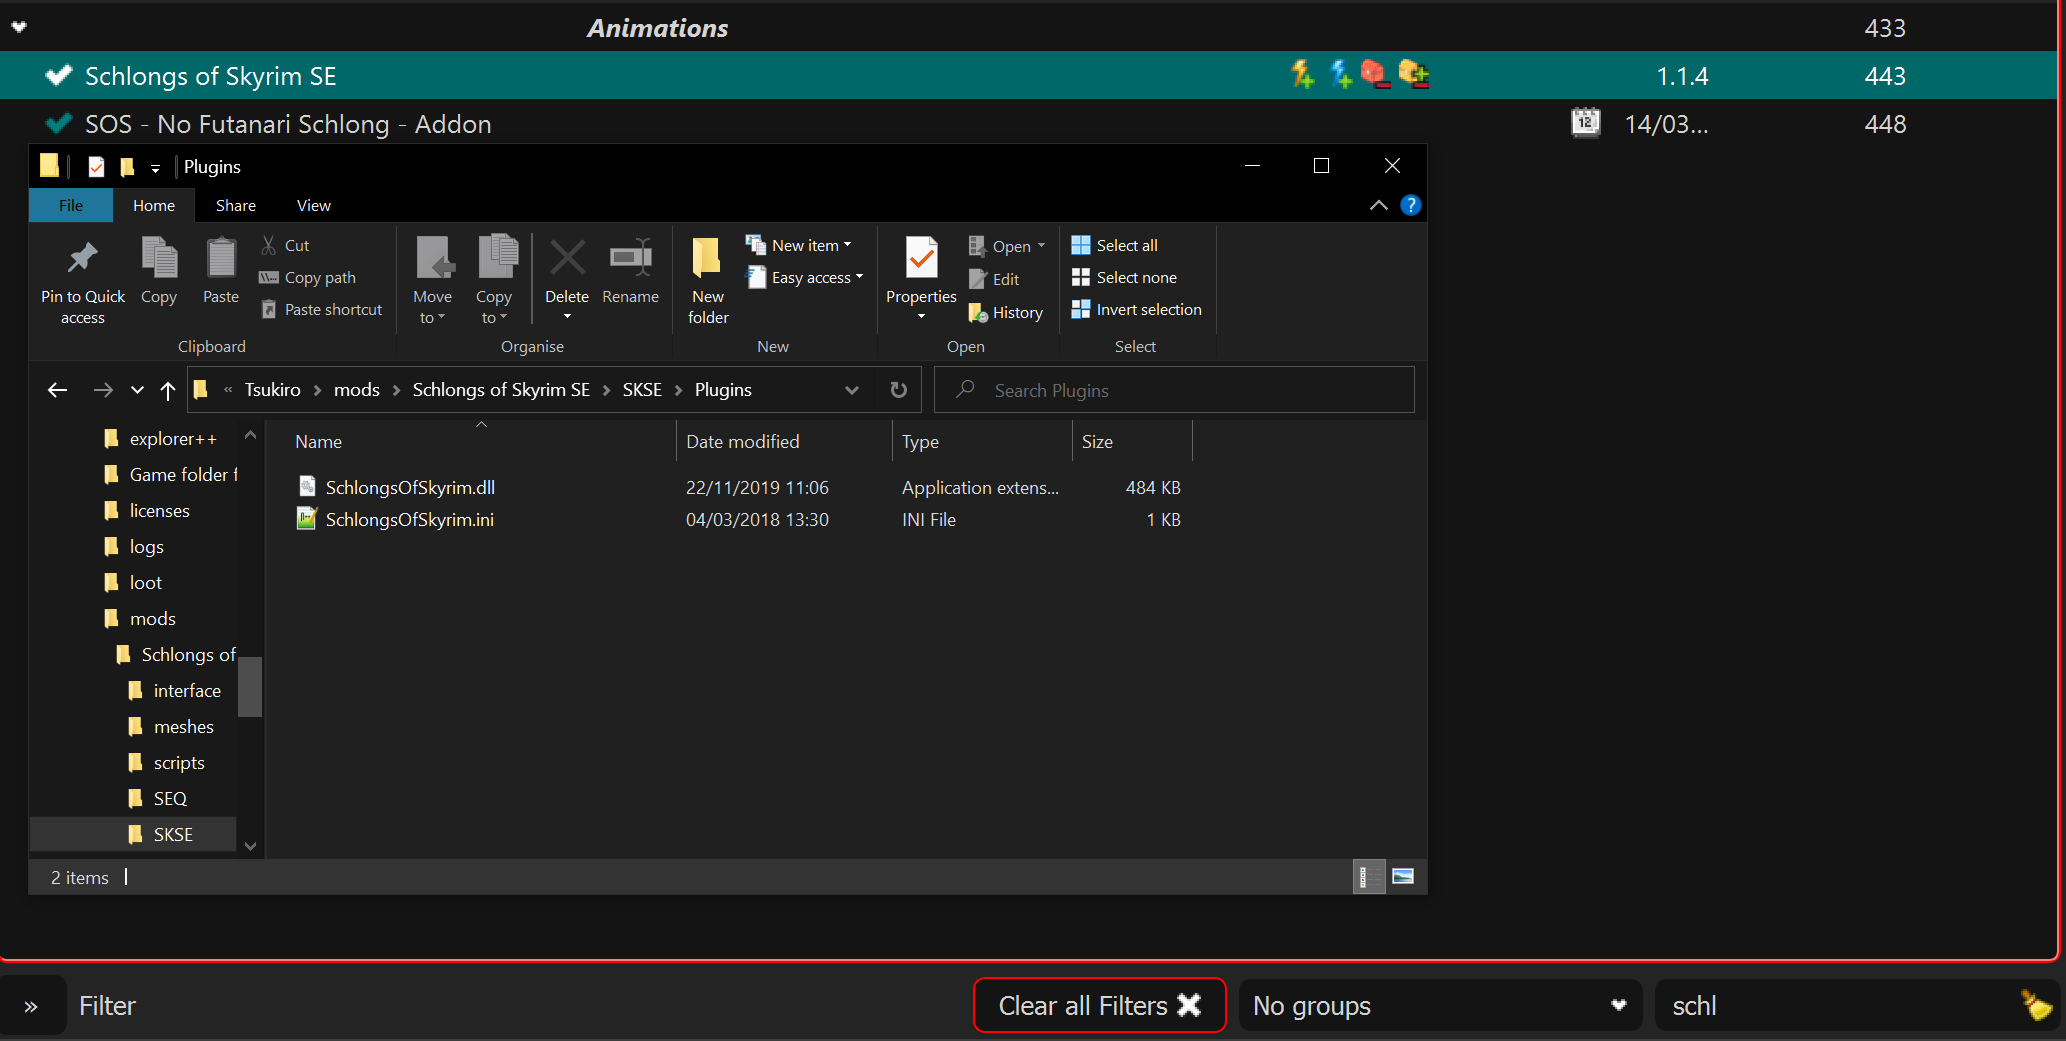 Animations 433
Schlongs of Skyrim SE 1.1.4 443
SOS - No Futanari Schlong - Addon 14/03... 448
Plugins
File Home Share View
Pin to Quick access
Copy
Paste
Cut
Copy path
Paste shortcut
Clipboard
Move to
Copy to
Delete
Rename
Organise
New folder
New item
Easy access
New
Properties
Open
Edit
History
Open
Select all
Select none
Invert selection
Select
« Tsukiro > mods > Schlongs of Skyrim SE > SKSE > Plugins
Search Plugins
explorer++
Game folder f
licenses
logs
loot
mods
Schlongs of
interface
meshes
scripts
SEQ
SKSE
Name Date modified Type Size
SchlongsOfSkyrim.dll 22/11/2019 11:06 Application extens... 484 KB
SchlongsOfSkyrim.ini 04/03/2018 13:30 INI File 1 KB
2 items
» Filter Clear all Filters No groups schl